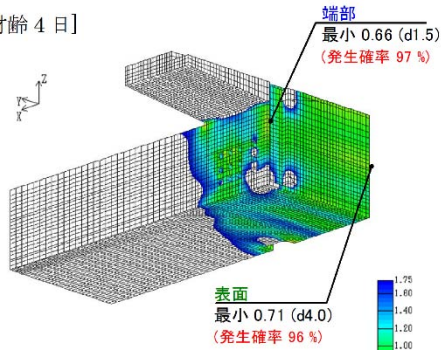 材齢 4 日]
端部
最小 0.66 (d1.5)
(発生確率 97 %)
Z
Y
X
表面
最小 0.71 (d4.0)
(発生確率 96 %)
1.75
1.60
1.40
1.20
1.00